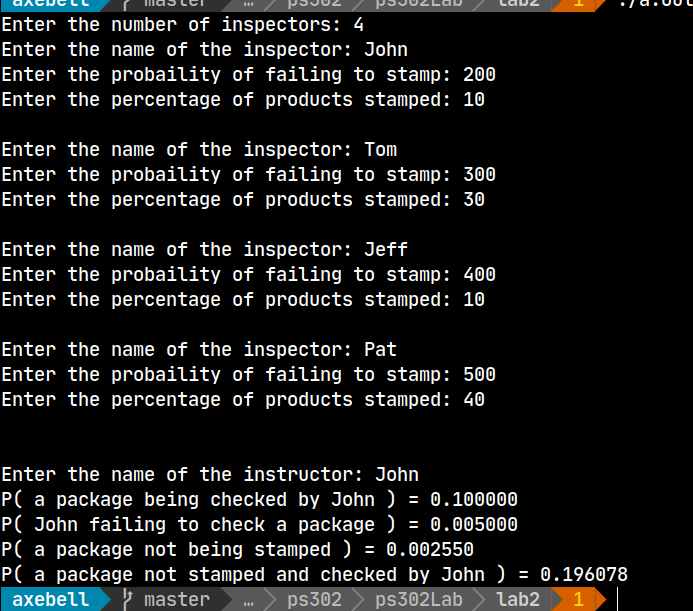 axebell master … ps302 ps302Lab lab2 1 ./a.out
Enter the number of inspectors: 4
Enter the name of the inspector: John
Enter the probaility of failing to stamp: 200
Enter the percentage of products stamped: 10
Enter the name of the inspector: Tom
Enter the probaility of failing to stamp: 300
Enter the percentage of products stamped: 30
Enter the name of the inspector: Jeff
Enter the probaility of failing to stamp: 400
Enter the percentage of products stamped: 10
Enter the name of the inspector: Pat
Enter the probaility of failing to stamp: 500
Enter the percentage of products stamped: 40
Enter the name of the instructor: John
P( a package being checked by John ) = 0.100000
P( John failing to check a package ) = 0.005000
P( a package not being stamped ) = 0.002550
P( a package not stamped and checked by John ) = 0.196078
axebell master … ps302 ps302Lab lab2 1